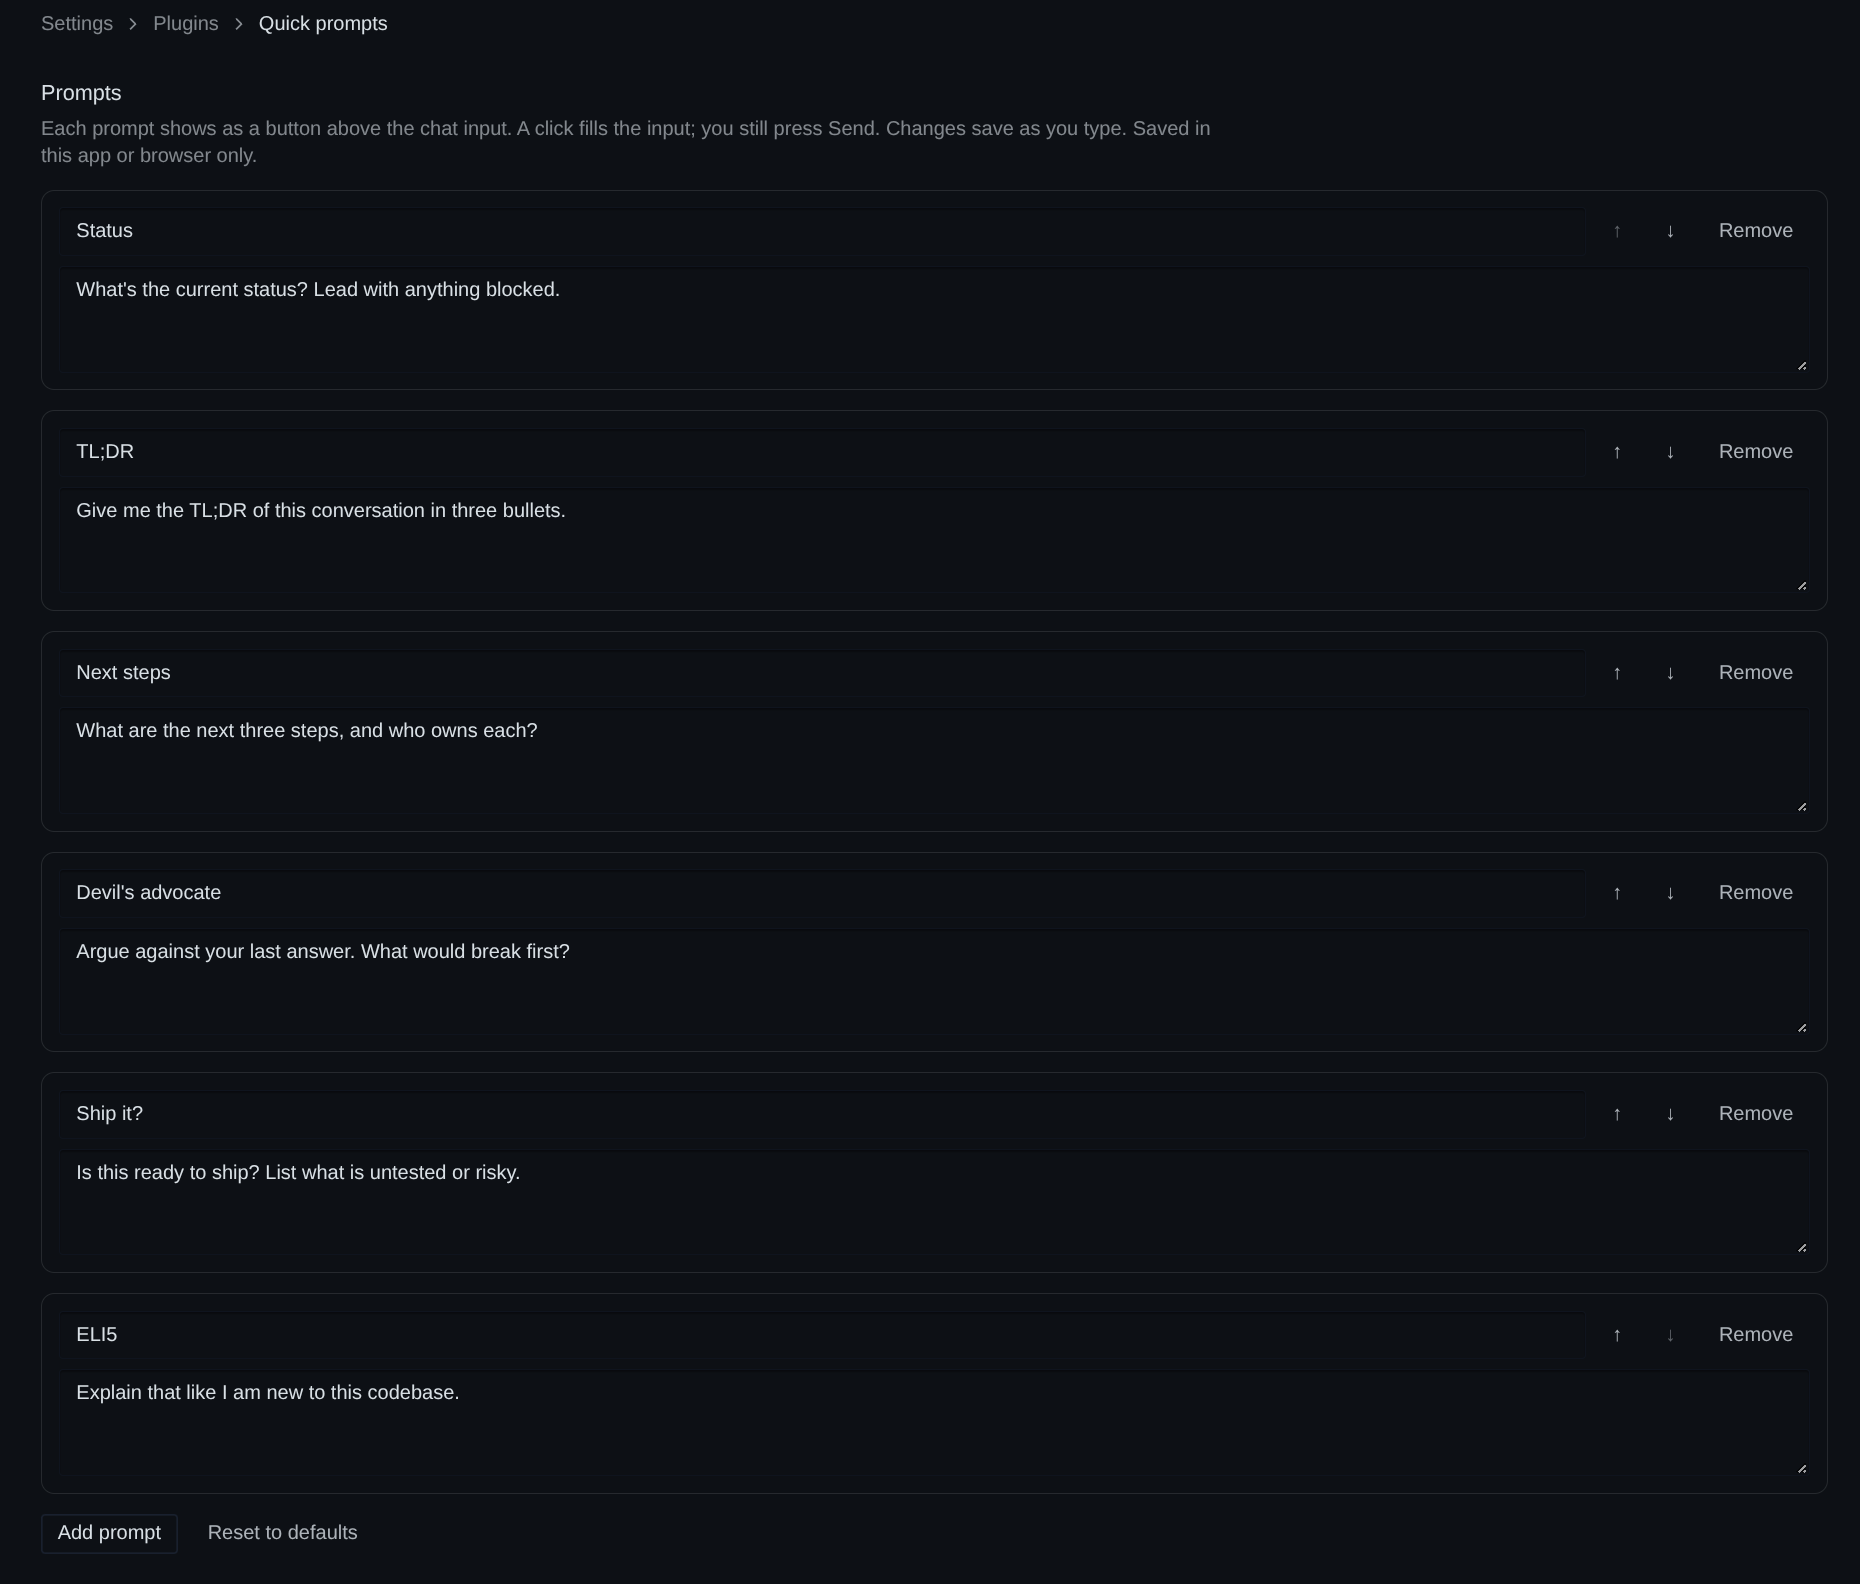 Settings > Plugins > Quick prompts
Prompts
Each prompt shows as a button above the chat input. A click fills the input; you still press Send. Changes save as you type. Saved in
this app or browser only.
Status ↑ ↓ Remove
What's the current status? Lead with anything blocked.
TL;DR ↑ ↓ Remove
Give me the TL;DR of this conversation in three bullets.
Next steps ↑ ↓ Remove
What are the next three steps, and who owns each?
Devil's advocate ↑ ↓ Remove
Argue against your last answer. What would break first?
Ship it? ↑ ↓ Remove
Is this ready to ship? List what is untested or risky.
ELI5 ↑ ↓ Remove
Explain that like I am new to this codebase.
Add prompt Reset to defaults